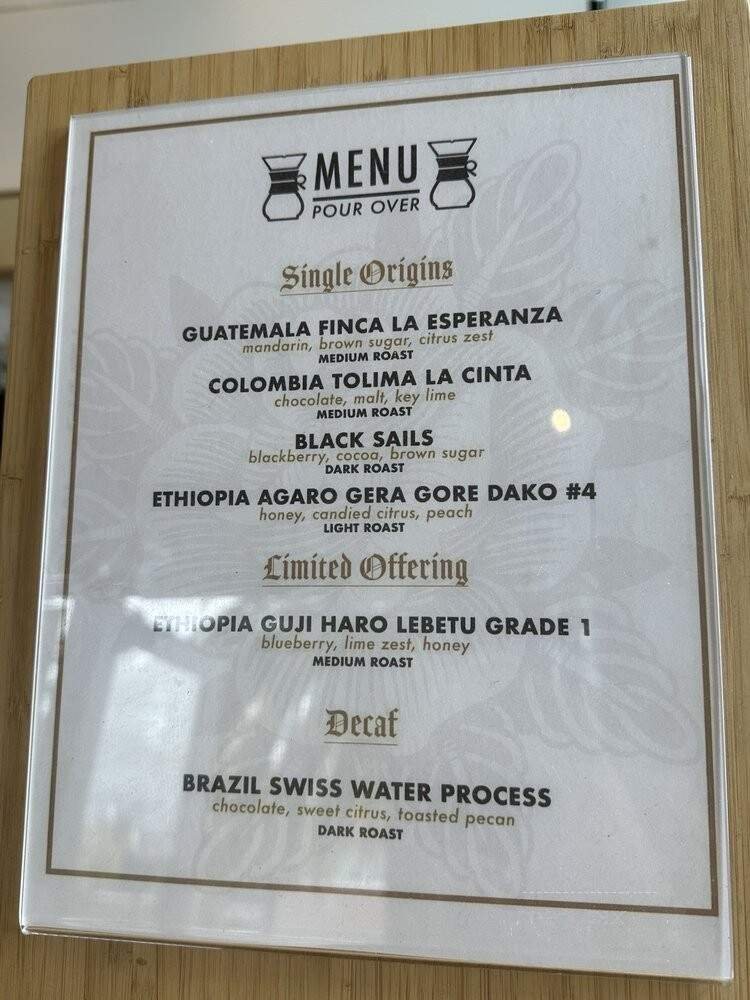 MENU
POUR OVER
Single Origins
GUATEMALA FINCA LA ESPERANZA
mandarin, brown sugar, citrus zest
MEDIUM ROAST
COLOMBIA TOLIMA LA CINTA
chocolate, malt, key lime
MEDIUM ROAST
BLACK SAILS
blackberry, cocoa, brown sugar
DARK ROAST
ETHIOPIA AGARO GERA GORE DAKO #4
honey, candied citrus, peach
LIGHT ROAST
Limited Offering
ETHIOPIA GUJI HARO LEBETU GRADE 1
blueberry, lime zest, honey
MEDIUM ROAST
Decaf
BRAZIL SWISS WATER PROCESS
chocolate, sweet citrus, toasted pecan
DARK ROAST